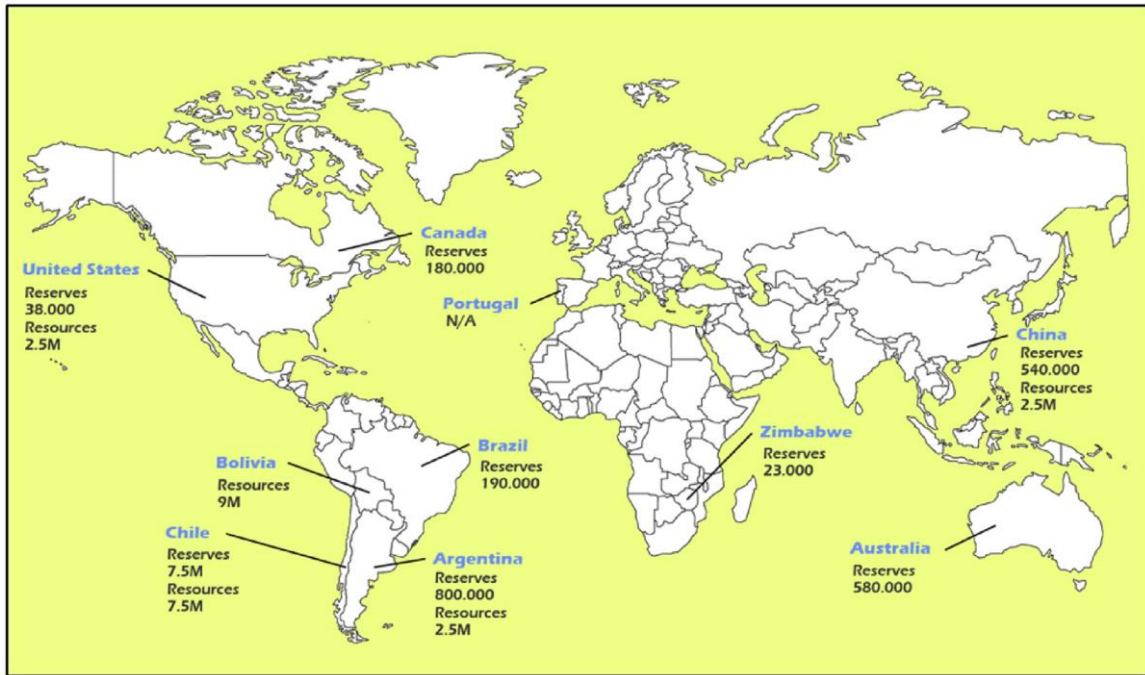 Canada
Reserves
180.000
United States
Reserves
38.000
Resources
2.5M
Portugal
N/A
China
Reserves
540.000
Resources
2.5M
Zimbabwe
Reserves
23.000
Brazil
Reserves
190.000
Bolivia
Resources
9M
Chile
Reserves
7.5M
Resources
7.5M
Argentina
Reserves
800.000
Resources
2.5M
Australia
Reserves
580.000